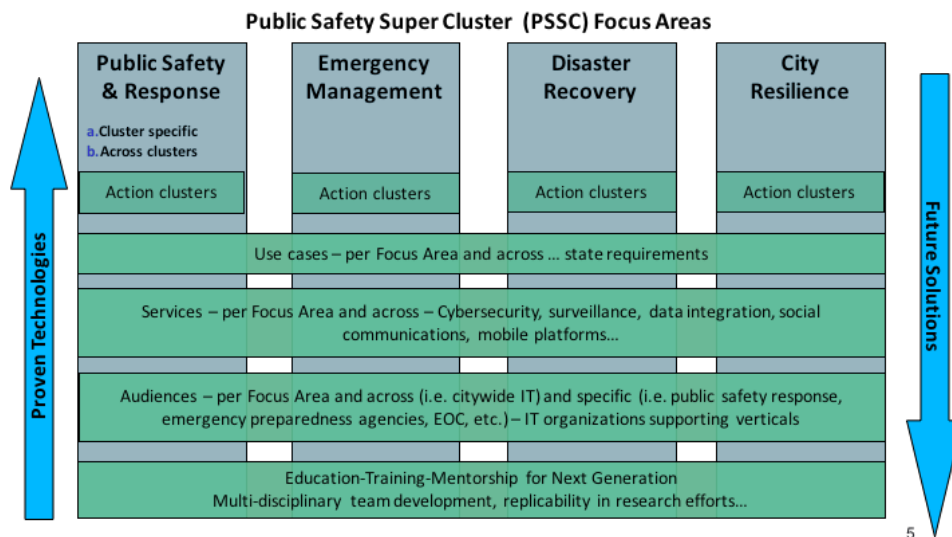 Public Safety Super Cluster (PSSC) Focus Areas
Public Safety
& Response
a.Cluster specific
b.Across clusters
Action clusters
Emergency
Management
Action clusters
Disaster
Recovery
Action clusters
City
Resilience
Action clusters
Proven Technologies
Future Solutions
Use cases – per Focus Area and across … state requirements
Services – per Focus Area and across – Cybersecurity, surveillance, data integration, social
communications, mobile platforms…
Audiences – per Focus Area and across (i.e. citywide IT) and specific (i.e. public safety response,
emergency preparedness agencies, EOC, etc.) – IT organizations supporting verticals
Education-Training-Mentorship for Next Generation
Multi-disciplinary team development, replicability in research efforts…
5